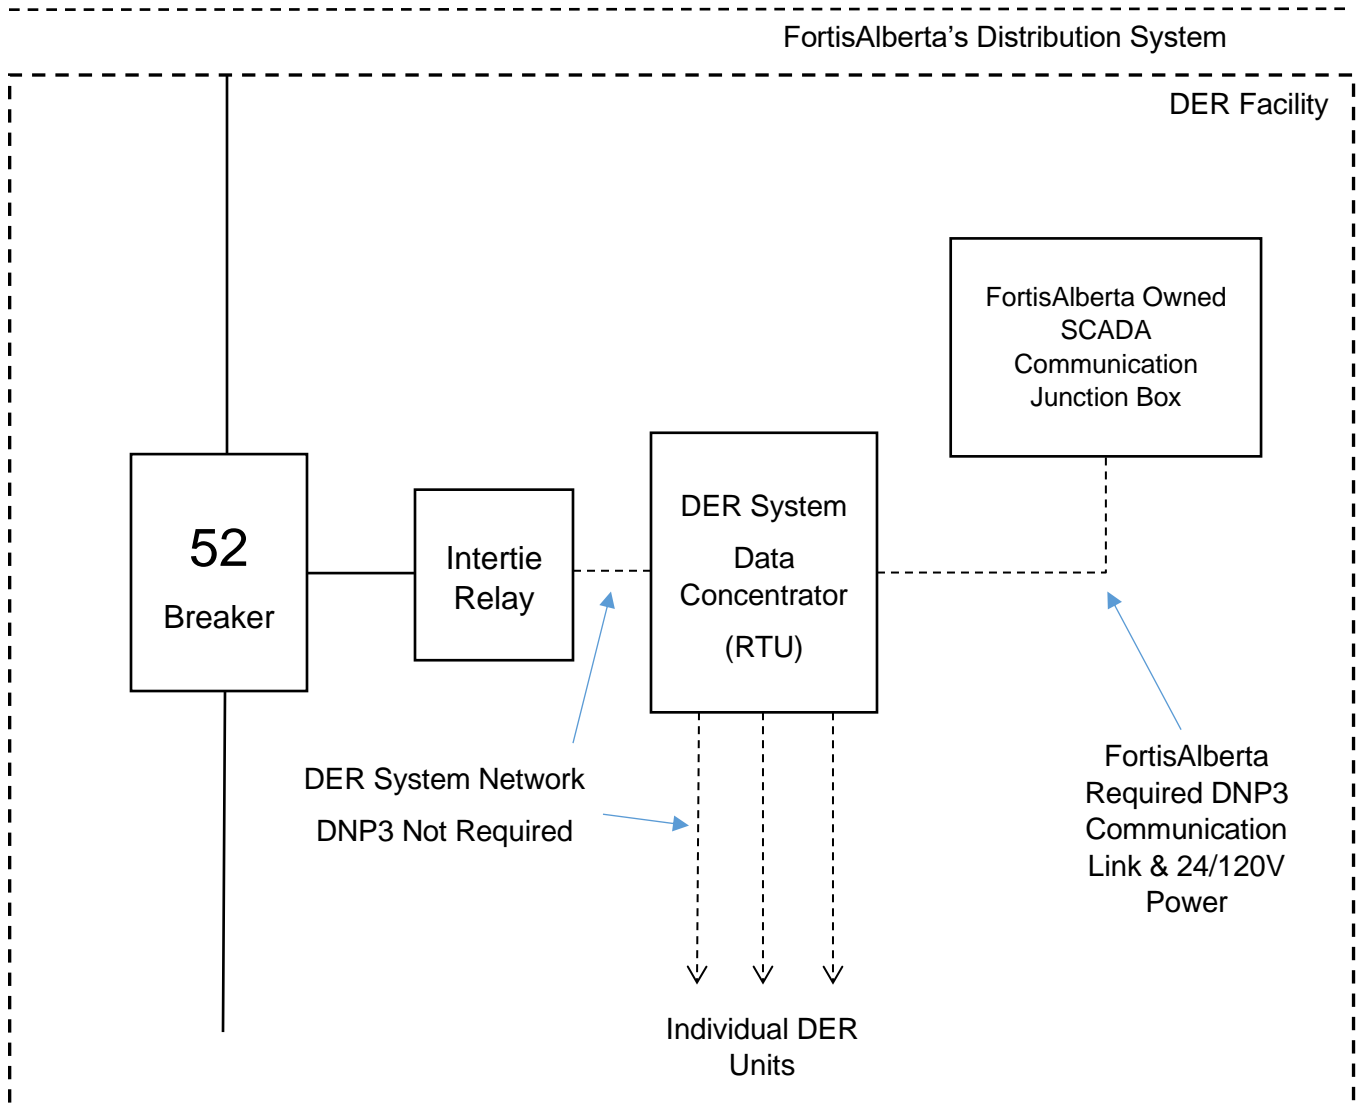 FortisAlberta's Distribution System
DER Facility
FortisAlberta Owned
SCADA
Communication
Junction Box
52
Breaker
Intertie
Relay
DER System
Data
Concentrator
(RTU)
DER System Network
DNP3 Not Required
FortisAlberta
Required DNP3
Communication
Link & 24/120V
Power
Individual DER
Units